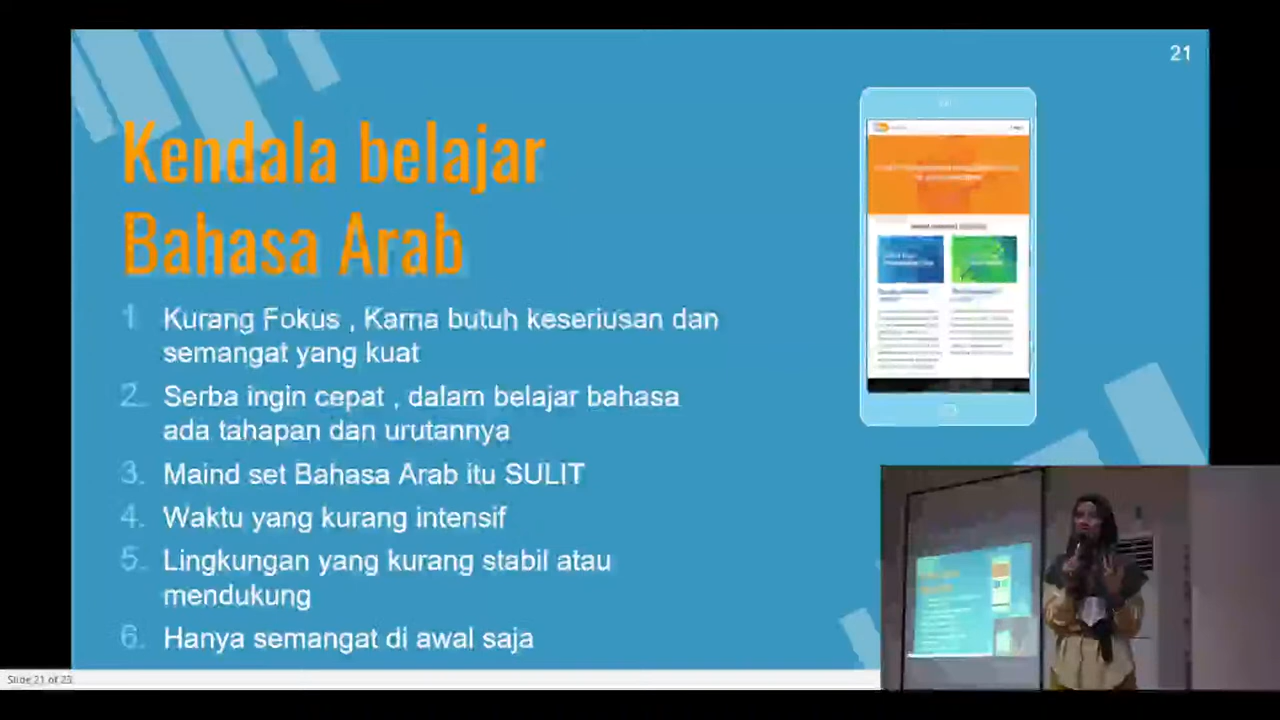 21
Kendala belajar
Bahasa Arab
1. Kurang Fokus , Karna butuh keseriusan dan
semangat yang kuat
2. Serba ingin cepat , dalam belajar bahasa
ada tahapan dan urutannya
3. Maind set Bahasa Arab itu SULIT
4. Waktu yang kurang intensif
5. Lingkungan yang kurang stabil atau
mendukung
6. Hanya semangat di awal saja
Slide 21 of 23